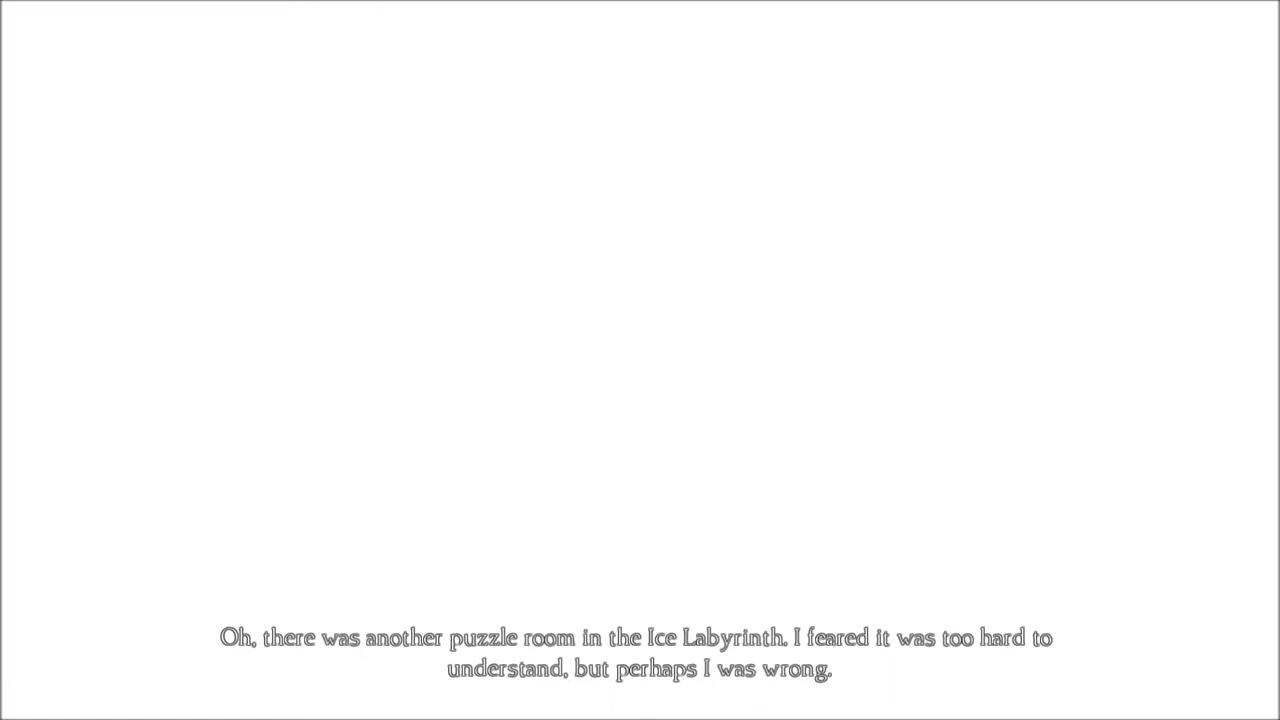 Oh, there was another puzzle room in the Ice Labyrinth. I feared it was too hard to
understand, but perhaps I was wrong.